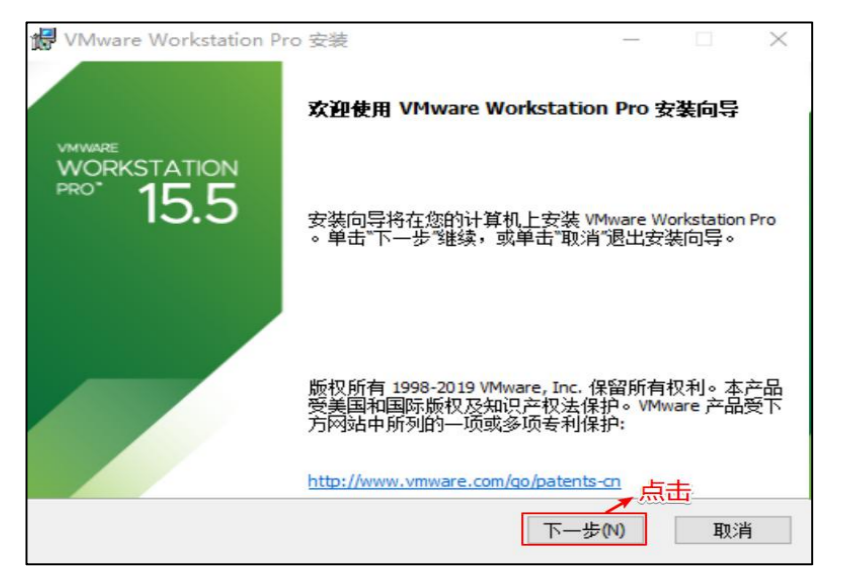 VMware Workstation Pro 安装
欢迎使用 VMware Workstation Pro 安装向导
VMWARE
WORKSTATION
PRO™
15.5
安装向导将在您的计算机上安装 VMware Workstation Pro
。单击“下一步”继续，或单击“取消”退出安装向导。
版权所有 1998-2019 VMware, Inc. 保留所有权利。本产品
受美国和国际版权及知识产权法保护。VMware 产品受下
方网站中所列的一项或多项专利保护:
http://www.vmware.com/go/patents-cn
点击
下一步(N)
取消